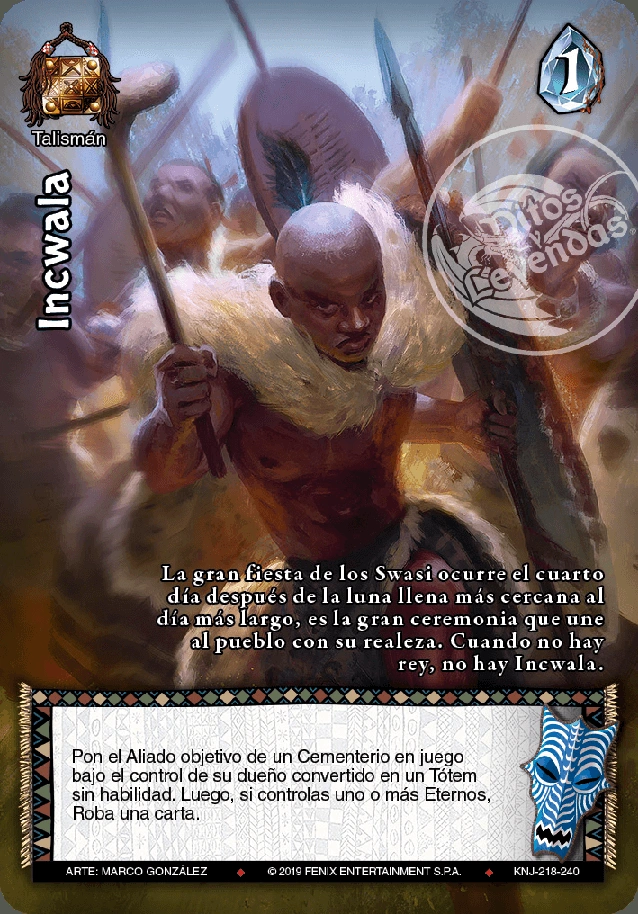 1
Talismán
Incwala
Mitos
y
Leyendas
La gran fiesta de los Swasi ocurre el cuarto
día después de la luna llena más cercana al
día más largo, es la gran ceremonia que une
al pueblo con su realeza. Cuando no hay
rey, no hay Incwala.
Pon el Aliado objetivo de un Cementerio en juego
bajo el control de su dueño convertido en un Tótem
sin habilidad. Luego, si controlas uno o más Eternos,
Roba una carta.
ARTE: MARCO GONZÁLEZ ♦ © 2019 FENIX ENTERTAINMENT S.P.A. ♦ KNJ-218-240